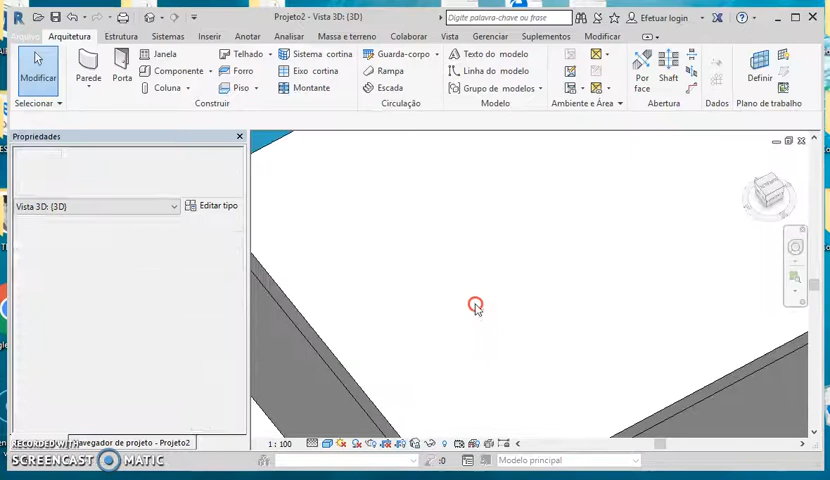 Projeto2 - Vista 3D: {3D}
Digite palavra-chave ou frase
Efetuar login
Arquivo Arquitetura Estrutura Sistemas Inserir Anotar Analisar Massa e terreno Colaborar Vista Gerenciar Suplementos Modificar
Modificar
Parede
Porta
Janela
Componente
Coluna
Telhado
Forro
Piso
Sistema cortina
Eixo cortina
Montante
Guarda-corpo
Rampa
Escada
Texto do modelo
Linha do modelo
Grupo de modelos
Por face
Shaft
Definir
Selecionar
Construir
Circulação
Modelo
Ambiente e Área
Abertura
Dados
Plano de trabalho
Propriedades
Vista 3D: {3D}
Editar tipo
RECORDED WITH
Navegador de projeto - Projeto2
SCREENCAST MATIC
1 : 100
:0
Modelo principal